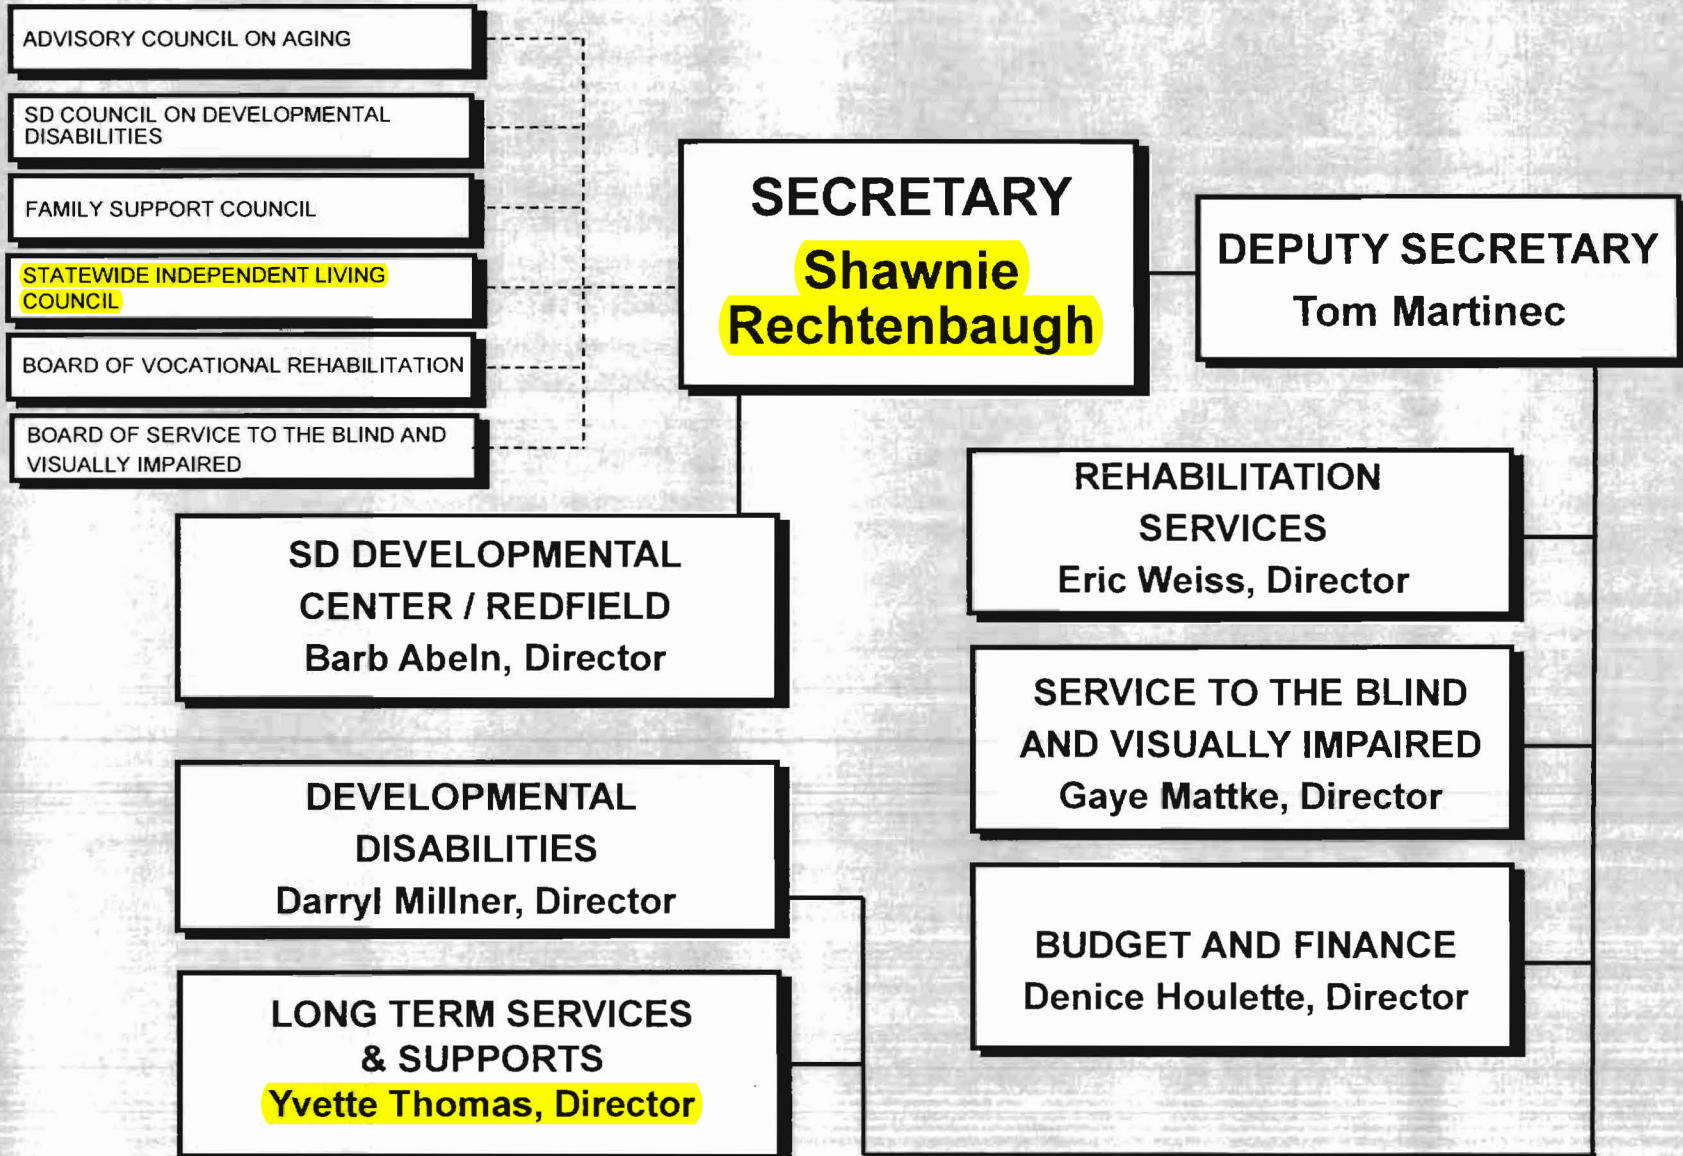 ADVISORY COUNCIL ON AGING
SD COUNCIL ON DEVELOPMENTAL
DISABILITIES
FAMILY SUPPORT COUNCIL
STATEWIDE INDEPENDENT LIVING
COUNCIL
BOARD OF VOCATIONAL REHABILITATION
BOARD OF SERVICE TO THE BLIND AND
VISUALLY IMPAIRED
SECRETARY
Shawnie
Rechtenbaugh
DEPUTY SECRETARY
Tom Martinec
SD DEVELOPMENTAL
CENTER / REDFIELD
Barb Abeln, Director
DEVELOPMENTAL
DISABILITIES
Darryl Millner, Director
LONG TERM SERVICES
& SUPPORTS
Yvette Thomas, Director
REHABILITATION
SERVICES
Eric Weiss, Director
SERVICE TO THE BLIND
AND VISUALLY IMPAIRED
Gaye Mattke, Director
BUDGET AND FINANCE
Denice Houlette, Director